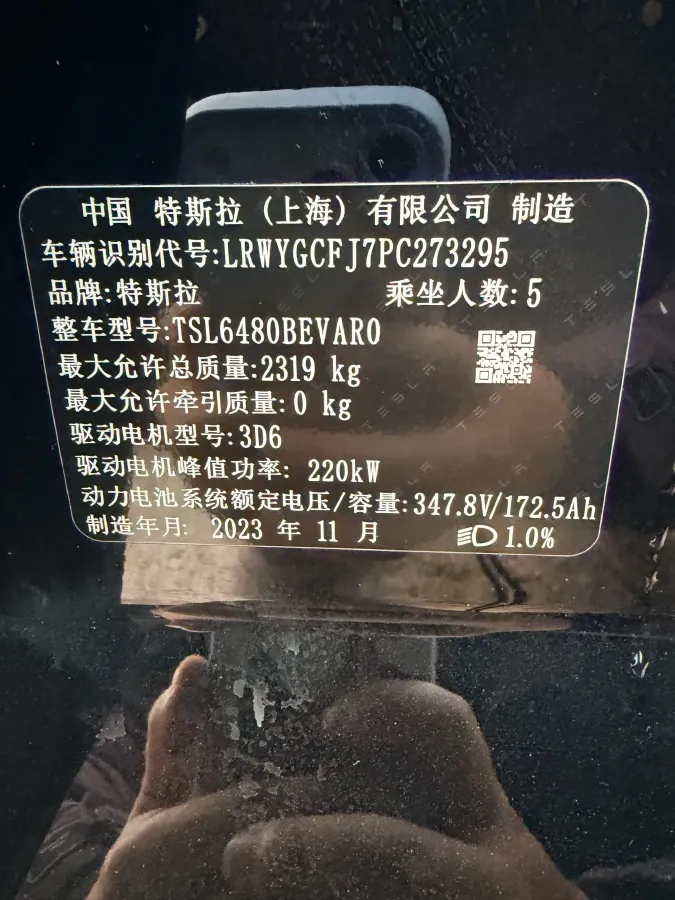 中国 特斯拉 (上海) 有限公司 制造
车辆识别代号:LRWYGCFJ7PC273295
品牌:特斯拉 乘坐人数:5
整车型号:TSL6480BEVAR0
最大允许总质量:2319 kg
最大允许牵引质量:0 kg
驱动电机型号:3D6
驱动电机峰值功率: 220kW
动力电池系统额定电压/容量:347.8V/172.5Ah
制造年月: 2023 年 11 月 1.0%
TESLA